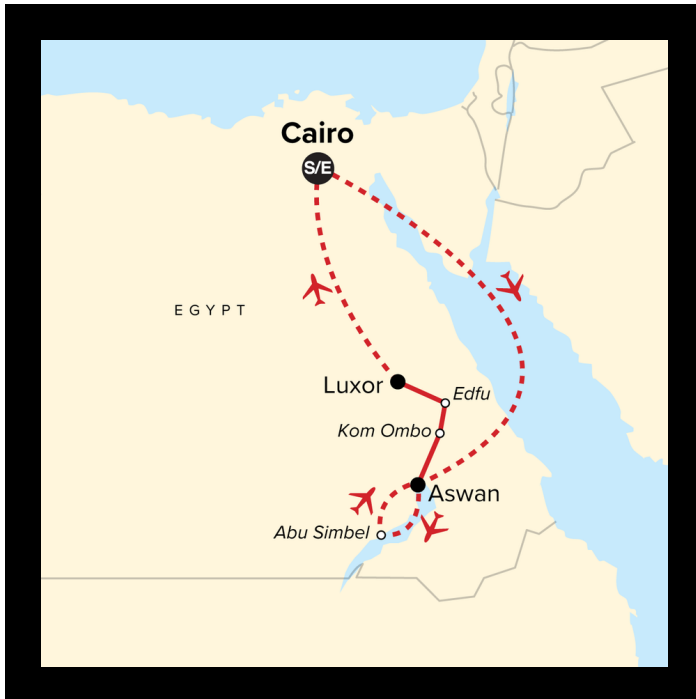 Cairo
S/E
EGYPT
Luxor
Edfu
Kom Ombo
Aswan
Abu Simbel